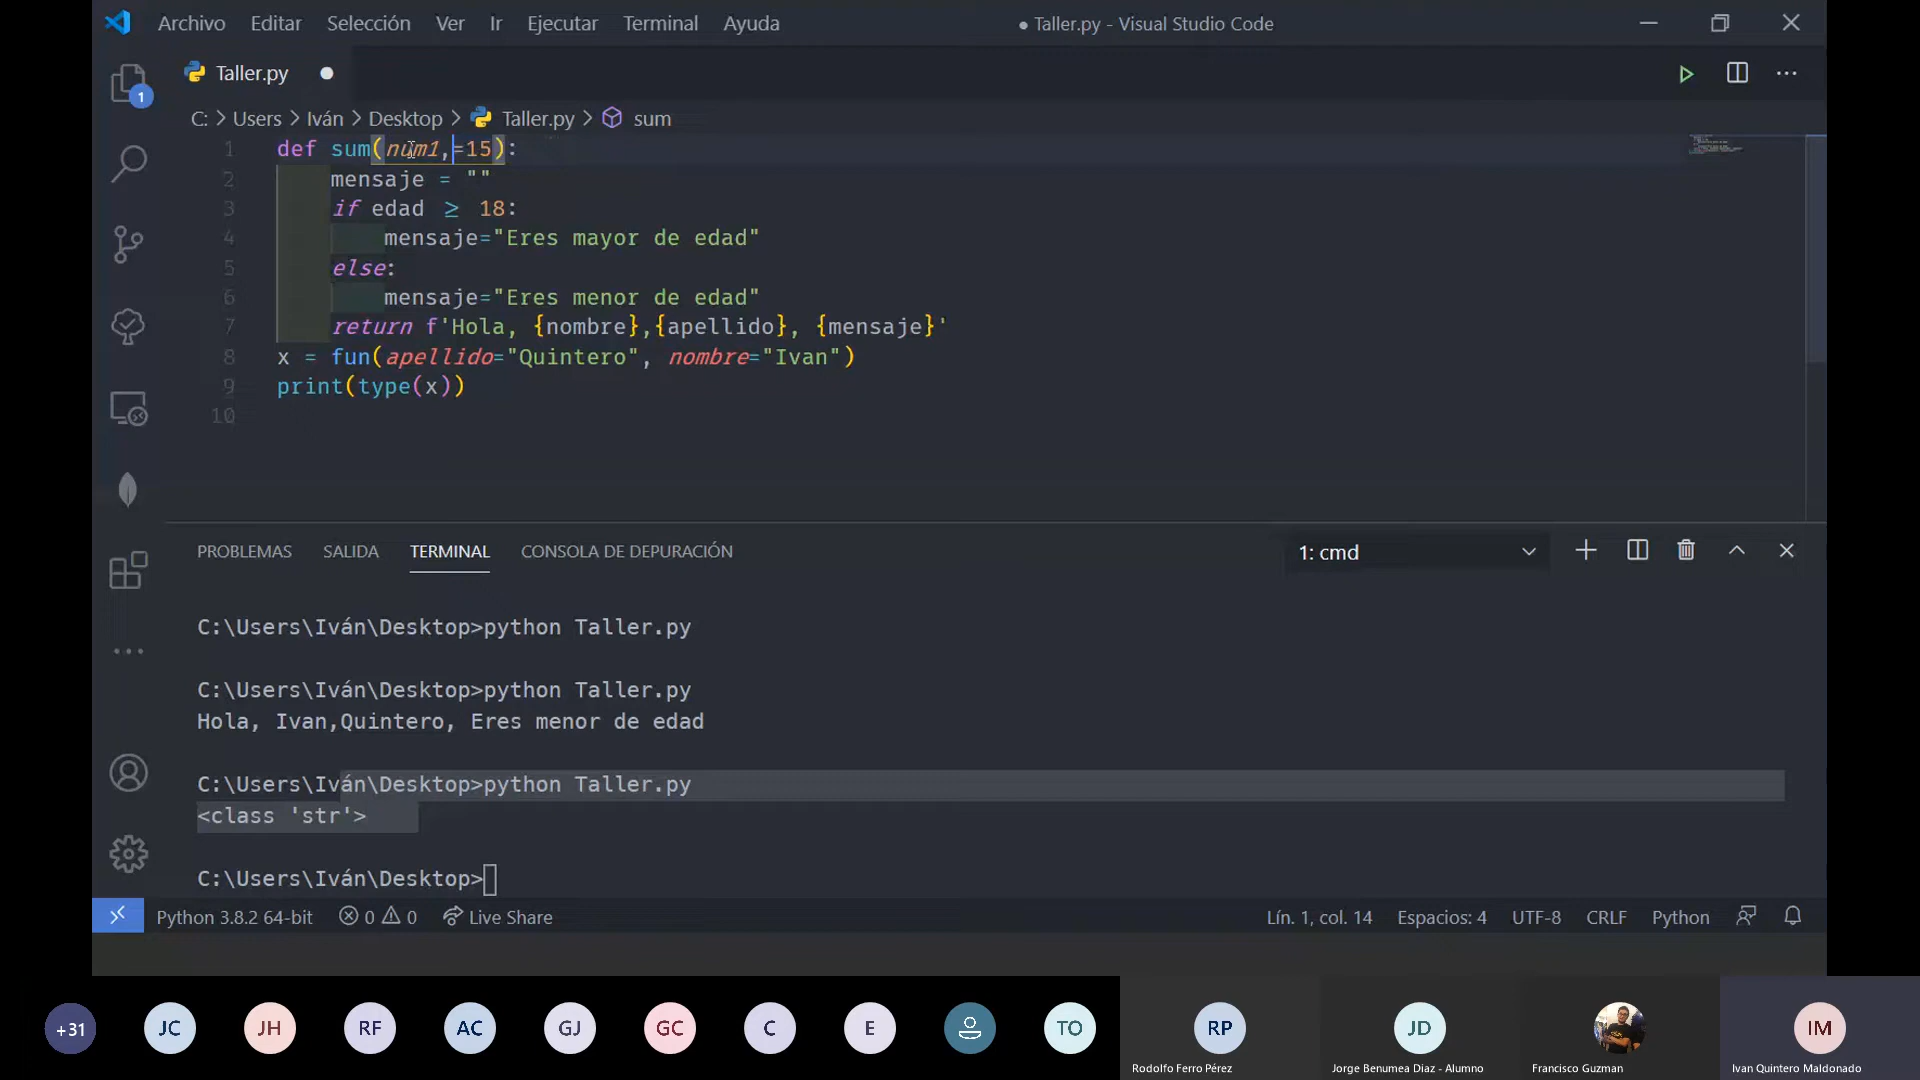 Archivo Editar Selección Ver Ir Ejecutar Terminal Ayuda ● Taller.py - Visual Studio Code
Taller.py
1
C: > Users > Iván > Desktop > Taller.py > sum
1 def sum(num1,=15):
2 mensaje = ""
3 if edad ≥ 18:
4 mensaje="Eres mayor de edad"
5 else:
6 mensaje="Eres menor de edad"
7 return f'Hola, {nombre},{apellido}, {mensaje}'
8 x = fun(apellido="Quintero", nombre="Ivan")
9 print(type(x))
10
PROBLEMAS SALIDA TERMINAL CONSOLA DE DEPURACIÓN 1: cmd
C:\Users\Iván\Desktop>python Taller.py
C:\Users\Iván\Desktop>python Taller.py
Hola, Ivan,Quintero, Eres menor de edad
C:\Users\Iván\Desktop>python Taller.py
<class 'str'>
C:\Users\Iván\Desktop>
Python 3.8.2 64-bit 0 0 Live Share Lín. 1, col. 14 Espacios: 4 UTF-8 CRLF Python
+31 JC JH RF AC GJ GC C E TO RP JD IM
Rodolfo Ferro Pérez Jorge Benumea Diaz - Alumno Francisco Guzman Ivan Quintero Maldonado